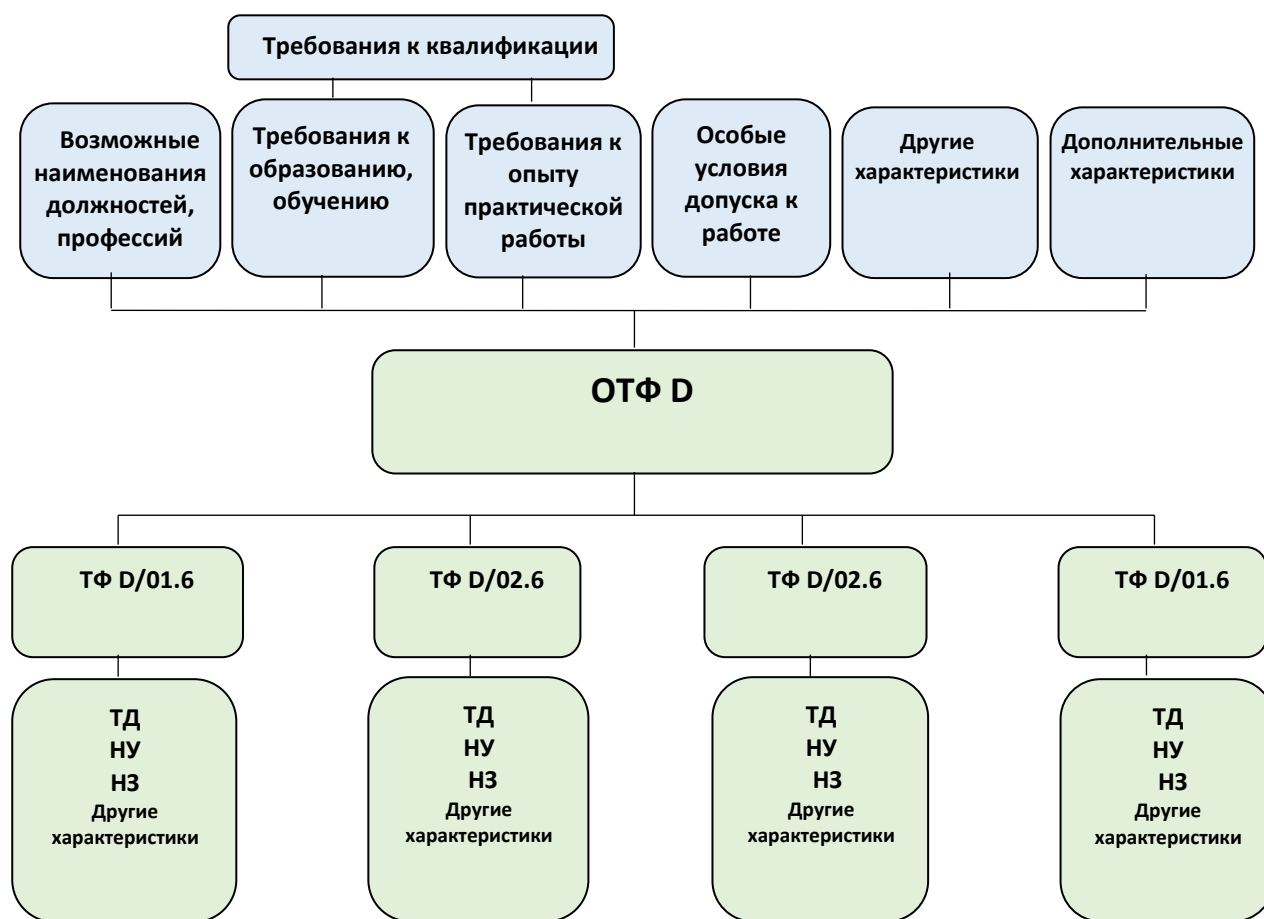 Требования к квалификации
Возможные
наименования
должностей,
профессий
Требования к
образованию,
обучению
Требования к
опыту
практической
работы
Особые
условия
допуска к
работе
Другие
характеристики
Дополнительные
характеристики
ОТФ D
ТФ D/01.6
ТФ D/02.6
ТФ D/02.6
ТФ D/01.6
ТД
НУ
НЗ
Другие
характеристики
ТД
НУ
НЗ
Другие
характеристики
ТД
НУ
НЗ
Другие
характеристики
ТД
НУ
НЗ
Другие
характеристики